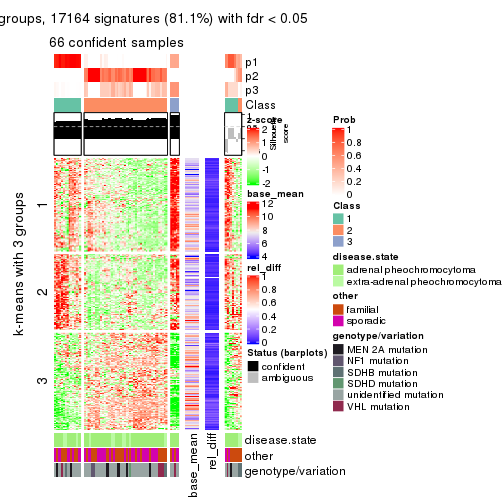 groups, 17164 signatures (81.1%) with fdr < 0.05
66 confident samples
p1
p2
p3
Class
Silhouette score
1
2
3
k-means with 3 groups
z-score
2
1
0
-1
-2
base_mean
12
10
8
6
4
rel_diff
1
0.8
0.6
0.4
0.2
0
Status (barplots)
confident
ambiguous
Prob
1
0.8
0.6
0.4
0.2
0
Class
1
2
3
disease.state
adrenal pheochromocytoma
extra-adrenal pheochromocytoma
other
familial
sporadic
genotype/variation
MEN 2A mutation
NF1 mutation
SDHB mutation
SDHD mutation
unidentified mutation
VHL mutation
disease.state
other
genotype/variation
base_mean
rel_diff